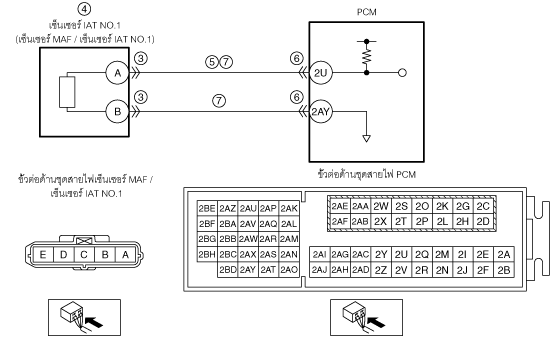 ④
เซ็นเซอร์ IAT NO.1
(เซ็นเซอร์ MAF / เซ็นเซอร์ IAT NO.1)
PCM
A ③ ⑤⑦ ⑥ 2U
B ③ ⑦ ⑥ 2AY
ขั้วต่อด้านชุดสายไฟเซ็นเซอร์ MAF /
เซ็นเซอร์ IAT NO.1
E D C B A
ขั้วต่อด้านชุดสายไฟ PCM
2BE 2AZ 2AU 2AP 2AK 2AE 2AA 2W 2S 2O 2K 2G 2C
2BF 2BA 2AV 2AQ 2AL 2AF 2AB 2X 2T 2P 2L 2H 2D
2BG 2BB 2AW 2AR 2AM
2BH 2BC 2AX 2AS 2AN 2AI 2AG 2AC 2Y 2U 2Q 2M 2I 2E 2A
2BD 2AY 2AT 2AO 2AJ 2AH 2AD 2Z 2V 2R 2N 2J 2F 2B